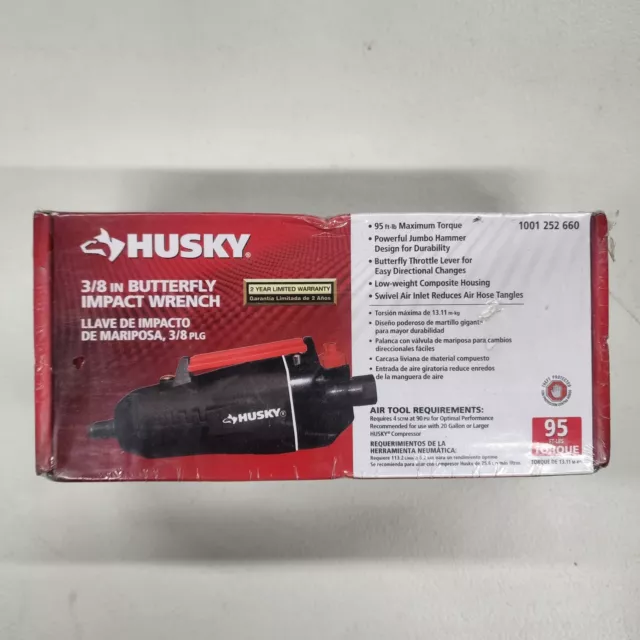 HUSKY®
3/8 IN BUTTERFLY
IMPACT WRENCH
LLAVE DE IMPACTO
DE MARIPOSA, 3/8 PLG
2 YEAR LIMITED WARRANTY
Garantía Limitada de 2 Años
HUSKY®
• 95 ft-lb Maximum Torque
• Powerful Jumbo Hammer
Design for Durability
• Butterfly Throttle Lever for
Easy Directional Changes
• Low-weight Composite Housing
• Swivel Air Inlet Reduces Air Hose Tangles
1001 252 660
• Torsión máxima de 13.11 m-kg
• Diseño poderoso de martillo gigante
para mayor durabilidad
• Palanca con válvula de mariposa para cambios
direccionales fáciles
• Carcasa liviana de material compuesto
• Entrada de aire giratoria reduce enredos
de la manguera de aire
AIR TOOL REQUIREMENTS:
Requires 4 SCFM at 90 PSI for Optimal Performance
Recommended for use with 20 Gallon or Larger
HUSKY® Compressor
REQUERIMIENTOS DE LA
HERRAMIENTA NEUMÁTICA:
95
FT-LBS
TORQUE
TORQUE DE 13.11